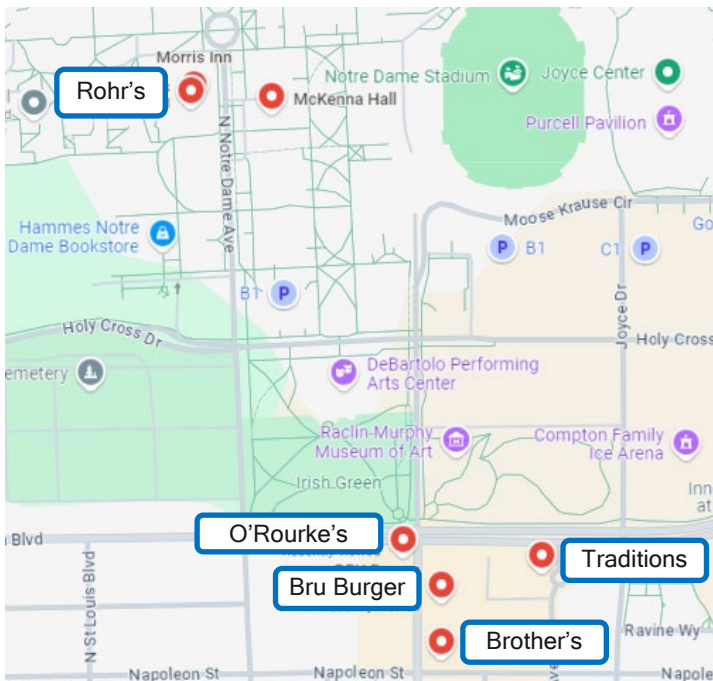 Morris Inn
Rohr's
McKenna Hall
Notre Dame Stadium
Joyce Center
Purcell Pavilion
N Notre Dame Ave
Moose Krause Cir
Go
Hammes Notre
Dame Bookstore
B1 P
P B1
C1 P
Joyce Dr
Holy Cross Dr
Holy Cross
emetery
DeBartolo Performing
Arts Center
Raclin Murphy
Museum of Art
Compton Family
Ice Arena
Irish Green
Inn
at
Blvd
O'Rourke's
Traditions
Bru Burger
Brother's
N St Louis Blvd
Ravine Wy
Napoleon St
Napoleon St
Napole